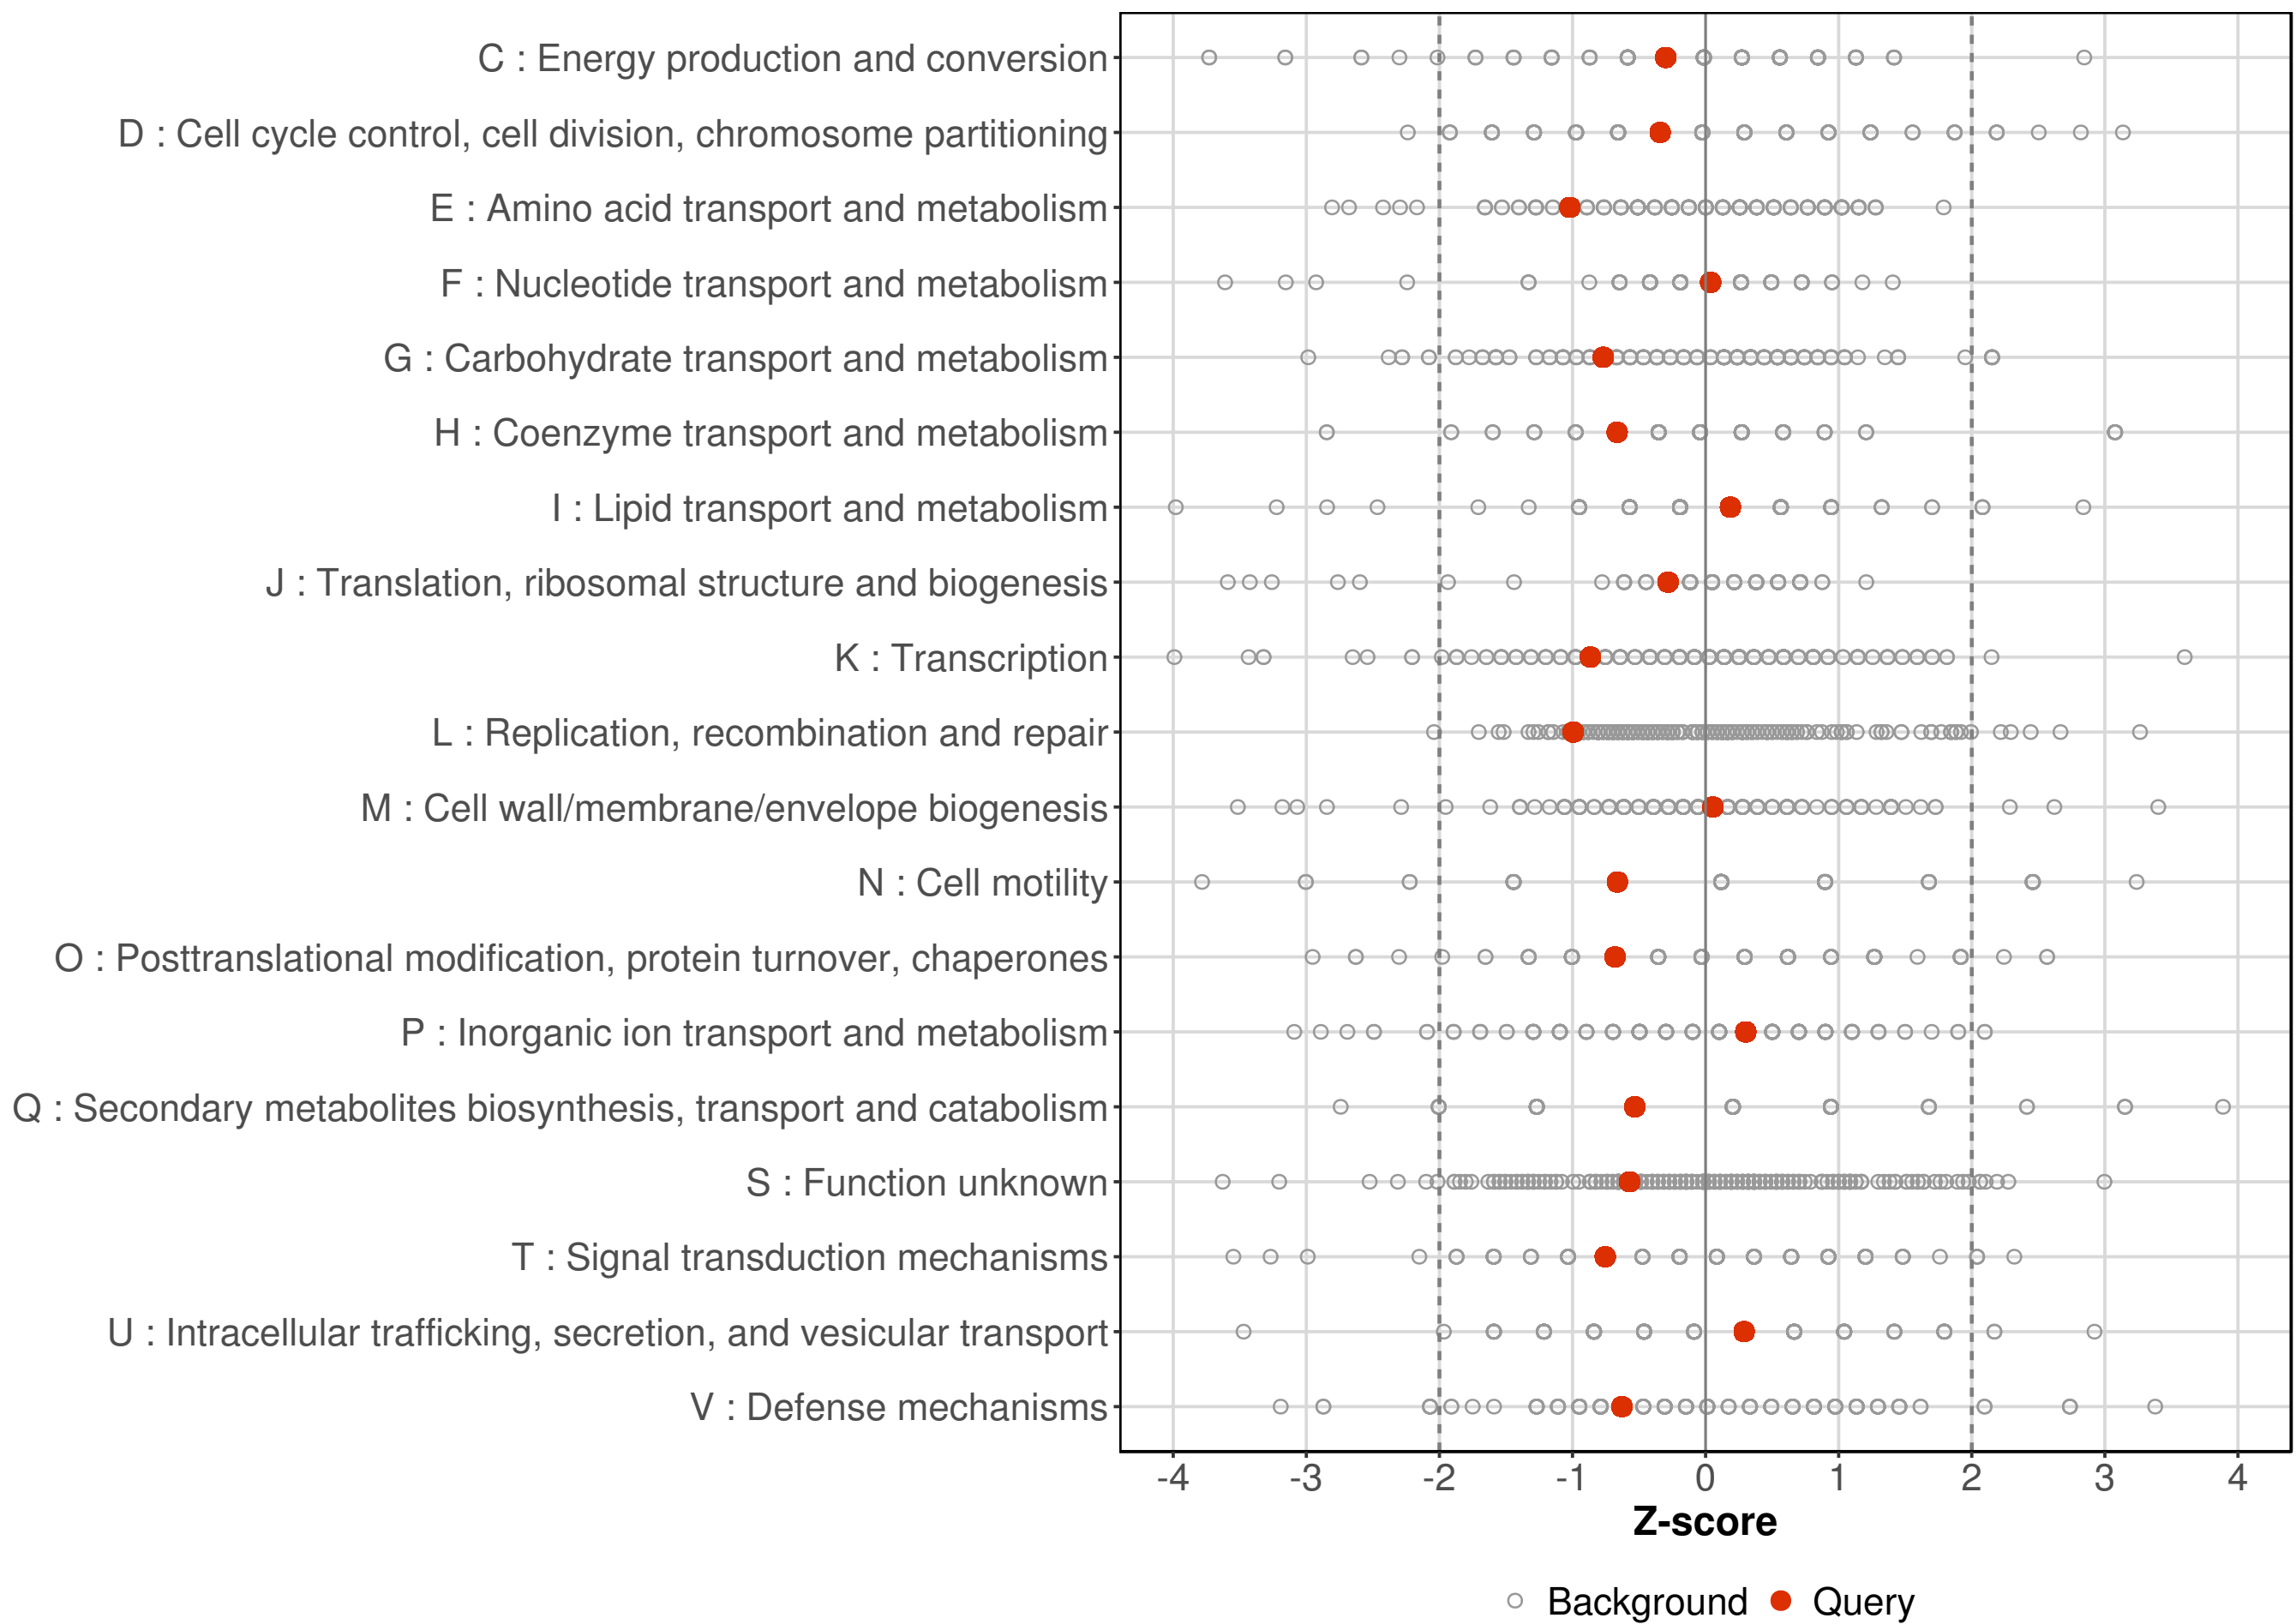 C : Energy production and conversion
D : Cell cycle control, cell division, chromosome partitioning
E : Amino acid transport and metabolism
F : Nucleotide transport and metabolism
G : Carbohydrate transport and metabolism
H : Coenzyme transport and metabolism
I : Lipid transport and metabolism
J : Translation, ribosomal structure and biogenesis
K : Transcription
L : Replication, recombination and repair
M : Cell wall/membrane/envelope biogenesis
N : Cell motility
O : Posttranslational modification, protein turnover, chaperones
P : Inorganic ion transport and metabolism
Q : Secondary metabolites biosynthesis, transport and catabolism
S : Function unknown
T : Signal transduction mechanisms
U : Intracellular trafficking, secretion, and vesicular transport
V : Defense mechanisms
-4 -3 -2 -1 0 1 2 3 4
Z-score
Background Query